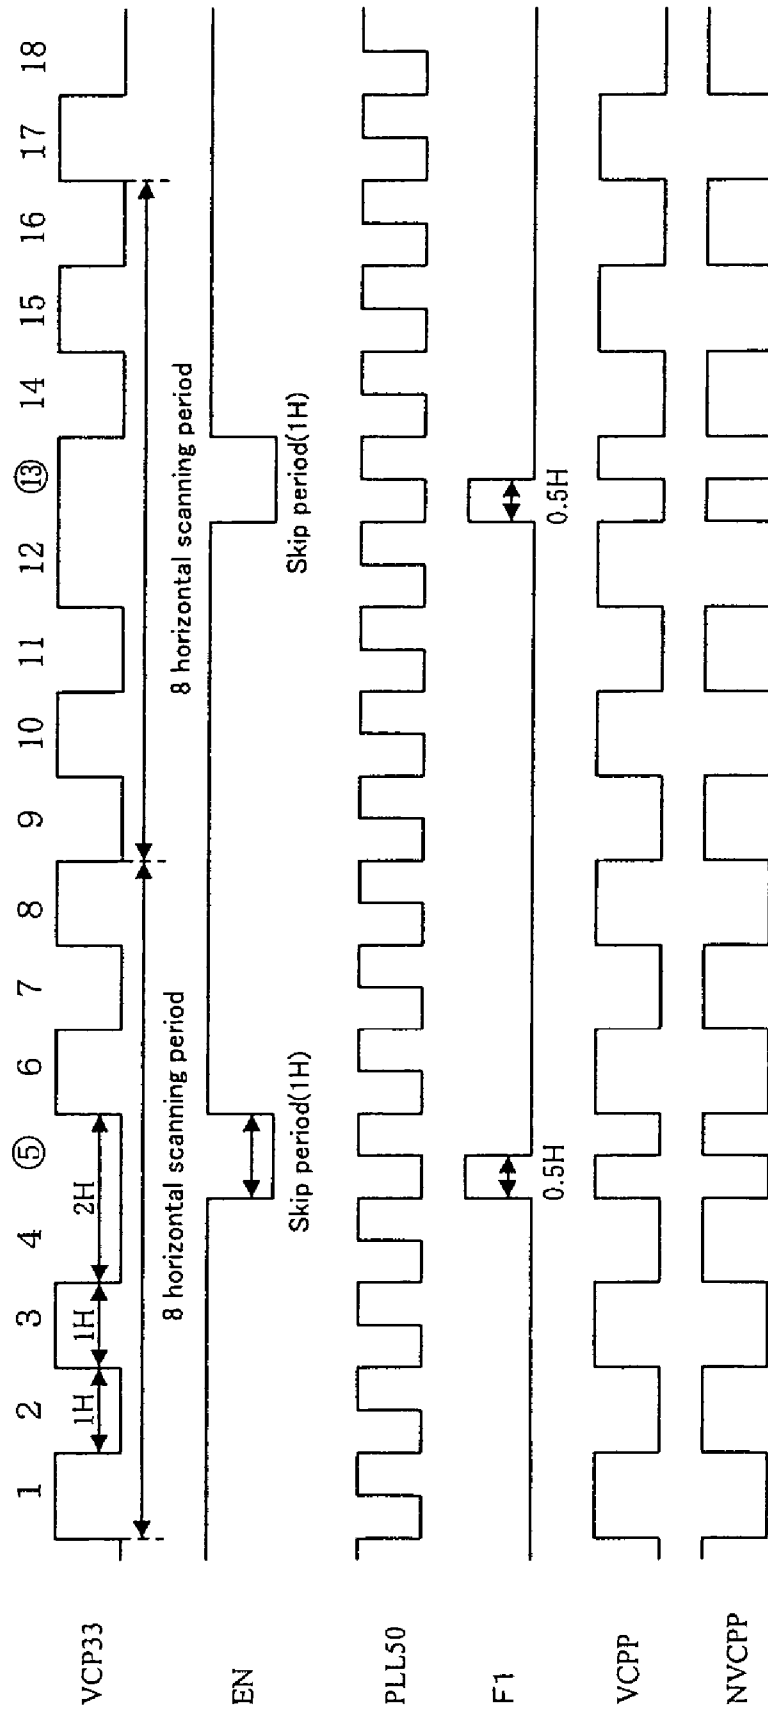 1 2 3 4 ⑤ 6 7 8 9 10 11 12 ⑬ 14 15 16 17 18
VCP33
1H 1H 2H
8 horizontal scanning period 8 horizontal scanning period
EN
Skip period(1H) Skip period(1H)
PLL50
F1
0.5H 0.5H
VCPP
NVCPP